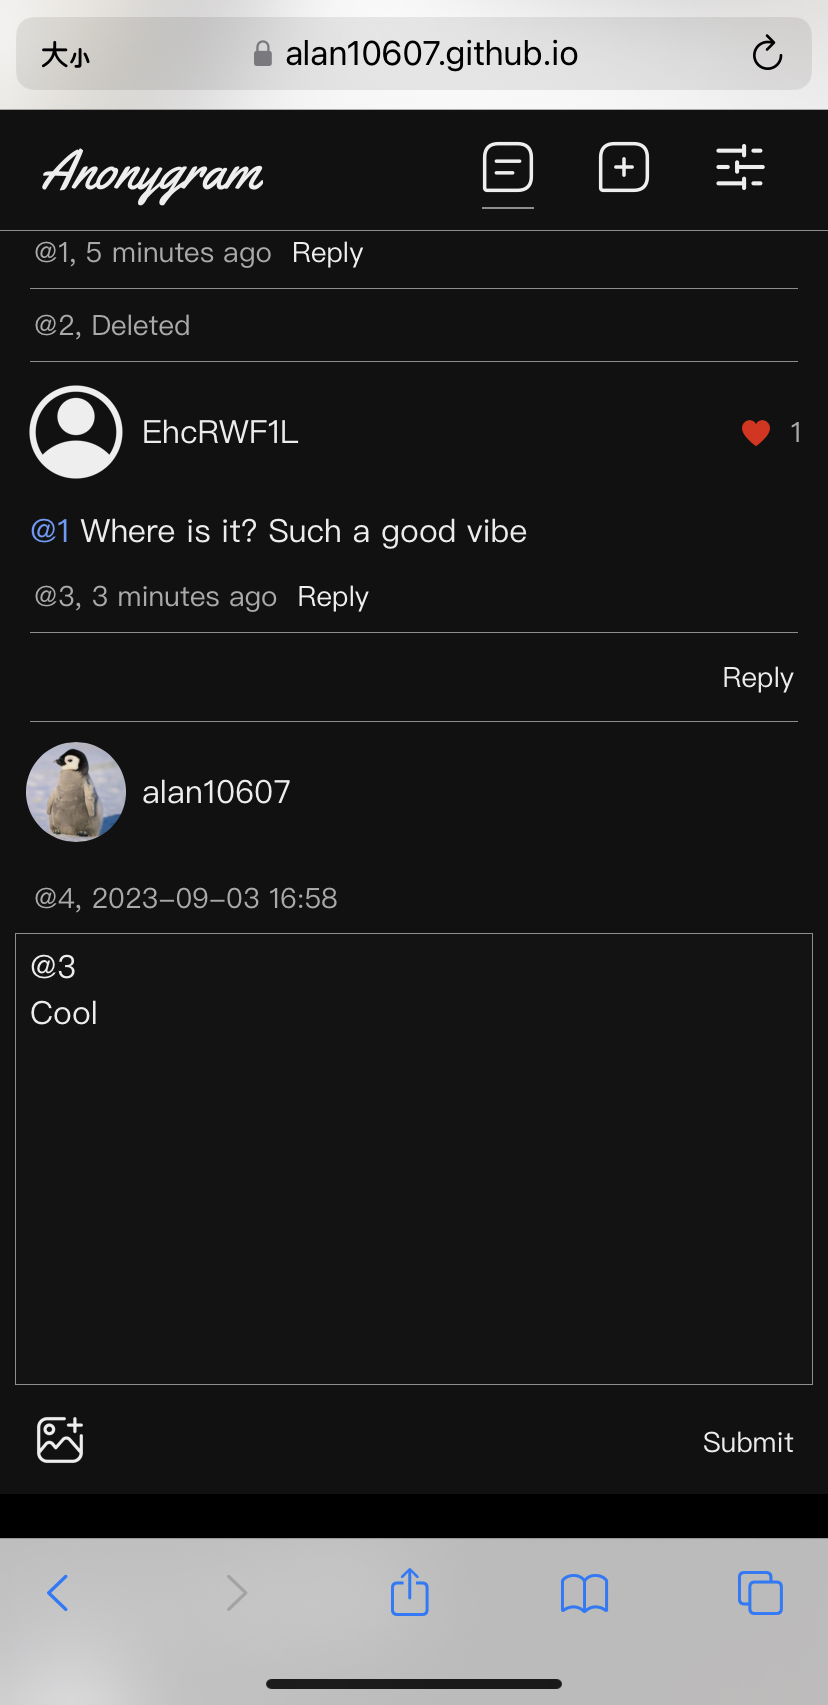 大小 alan10607.github.io
Anonygram
@1, 5 minutes ago Reply
@2, Deleted
EhcRWF1L 1
@1 Where is it? Such a good vibe
@3, 3 minutes ago Reply
Reply
alan10607
@4, 2023-09-03 16:58
@3
Cool
Submit